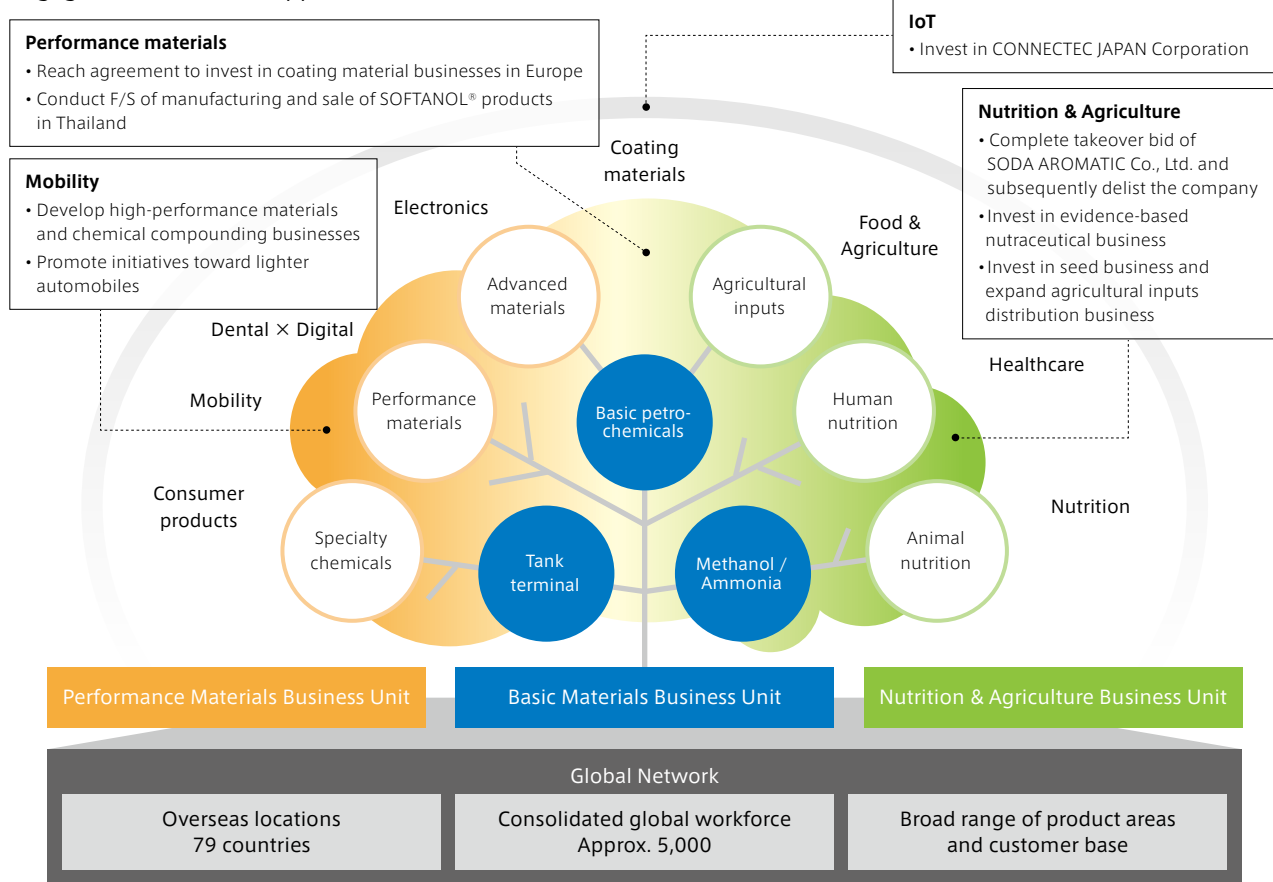 Performance materials
• Reach agreement to invest in coating material businesses in Europe
• Conduct F/S of manufacturing and sale of SOFTANOL® products
in Thailand
IoT
• Invest in CONNECTEC JAPAN Corporation
Mobility
• Develop high-performance materials
and chemical compounding businesses
• Promote initiatives toward lighter
automobiles
Nutrition & Agriculture
• Complete takeover bid of
SODA AROMATIC Co., Ltd. and
subsequently delist the company
• Invest in evidence-based
nutraceutical business
• Invest in seed business and
expand agricultural inputs
distribution business
Coating
materials
Electronics
Food &
Agriculture
Dental × Digital
Healthcare
Mobility
Consumer
products
Nutrition
Advanced
materials
Agricultural
inputs
Performance
materials
Basic petro-
chemicals
Human
nutrition
Specialty
chemicals
Tank
terminal
Methanol /
Ammonia
Animal
nutrition
Performance Materials Business Unit
Basic Materials Business Unit
Nutrition & Agriculture Business Unit
Global Network
Overseas locations
79 countries
Consolidated global workforce
Approx. 5,000
Broad range of product areas
and customer base